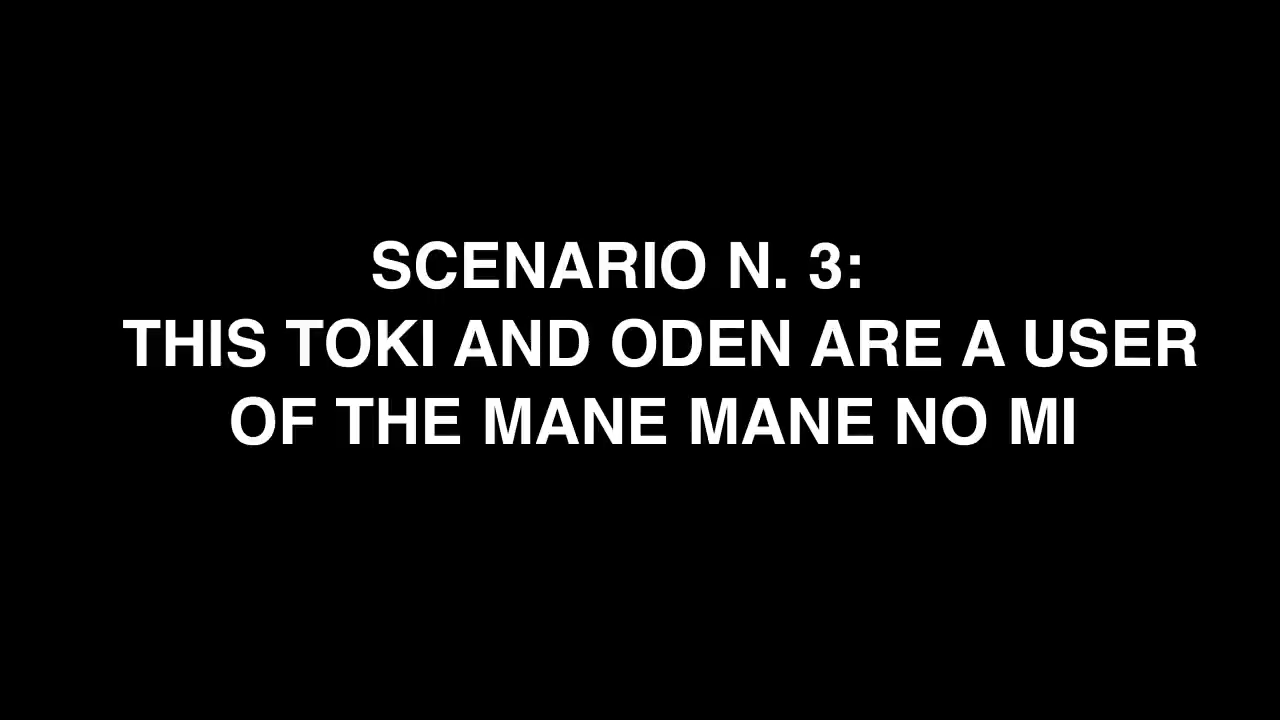 SCENARIO N. 3:
THIS TOKI AND ODEN ARE A USER
OF THE MANE MANE NO MI